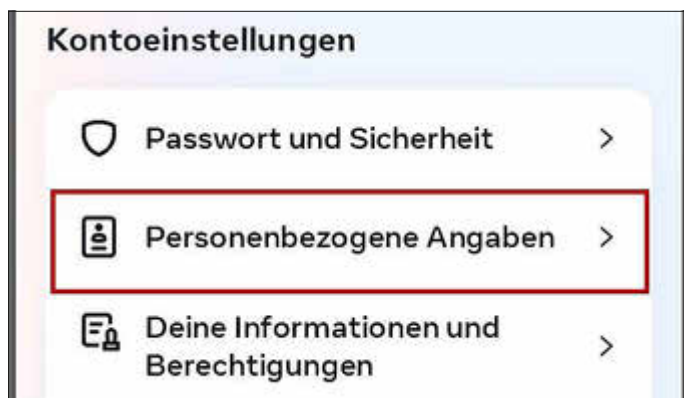 Kontoeinstellungen
Passwort und Sicherheit
Personenbezogene Angaben
Deine Informationen und
Berechtigungen